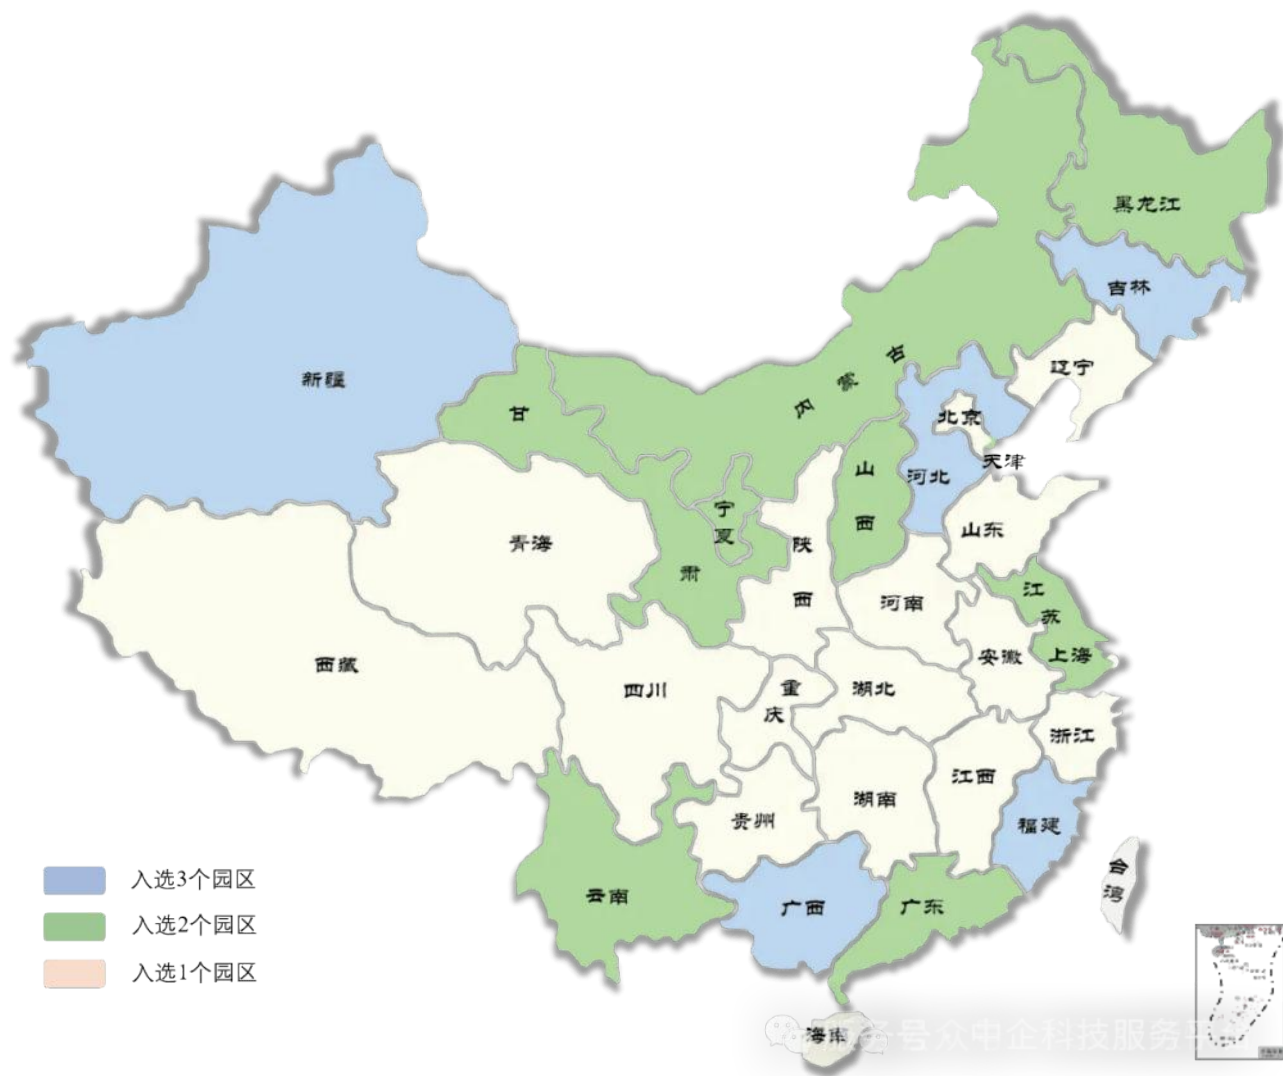 黑龙江
吉林
辽宁
内蒙古
新疆
甘肃
北京
天津
河北
山西
宁夏
山东
青海
陕西
河南
江苏
上海
安徽
西藏
四川
重庆
湖北
浙江
江西
湖南
贵州
福建
云南
广西
广东
台湾
海南
入选3个园区
入选2个园区
入选1个园区
服务号众中企科技服务